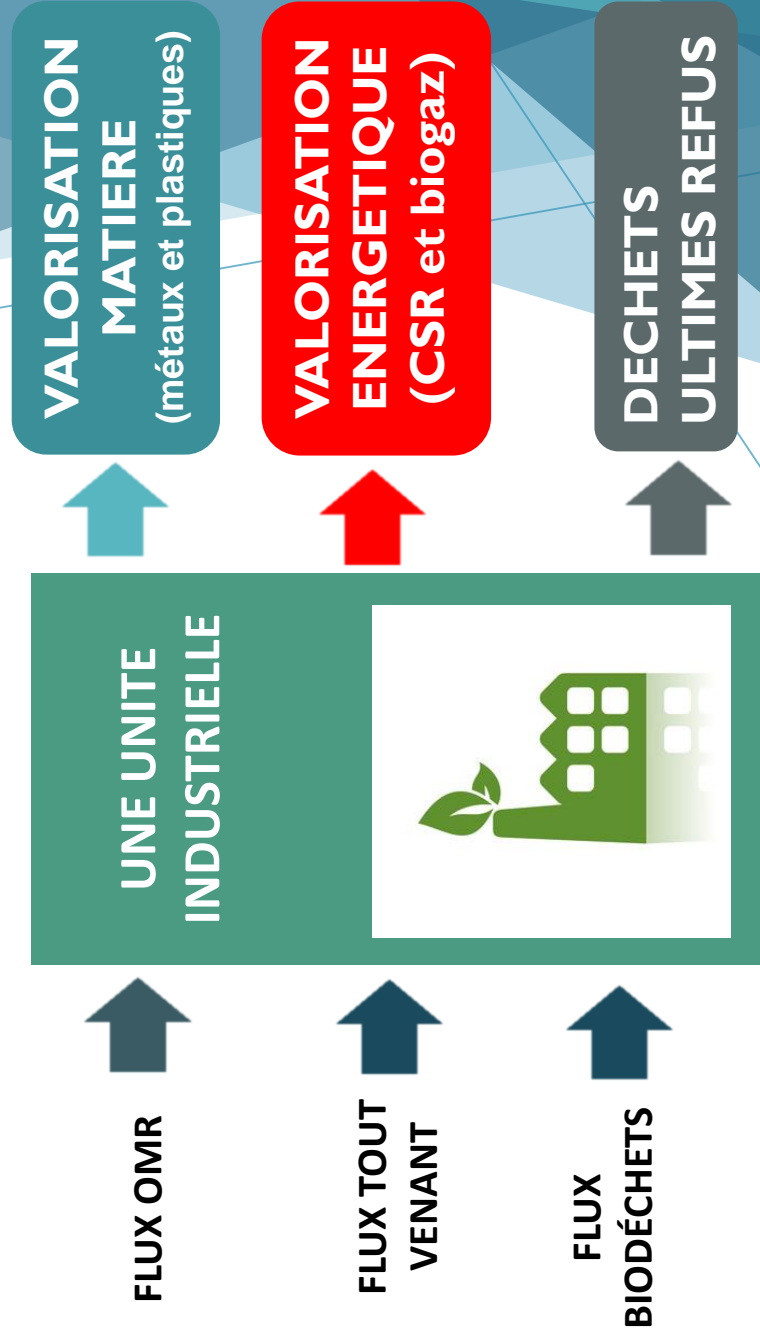 FLUX OMR
FLUX TOUT
VENANT
FLUX
BIODÉCHETS
UNE UNITE
INDUSTRIELLE
VALORISATION
MATIERE
(métaux et plastiques)
VALORISATION
ENERGETIQUE
(CSR et biogaz)
DECHETS
ULTIMES REFUS